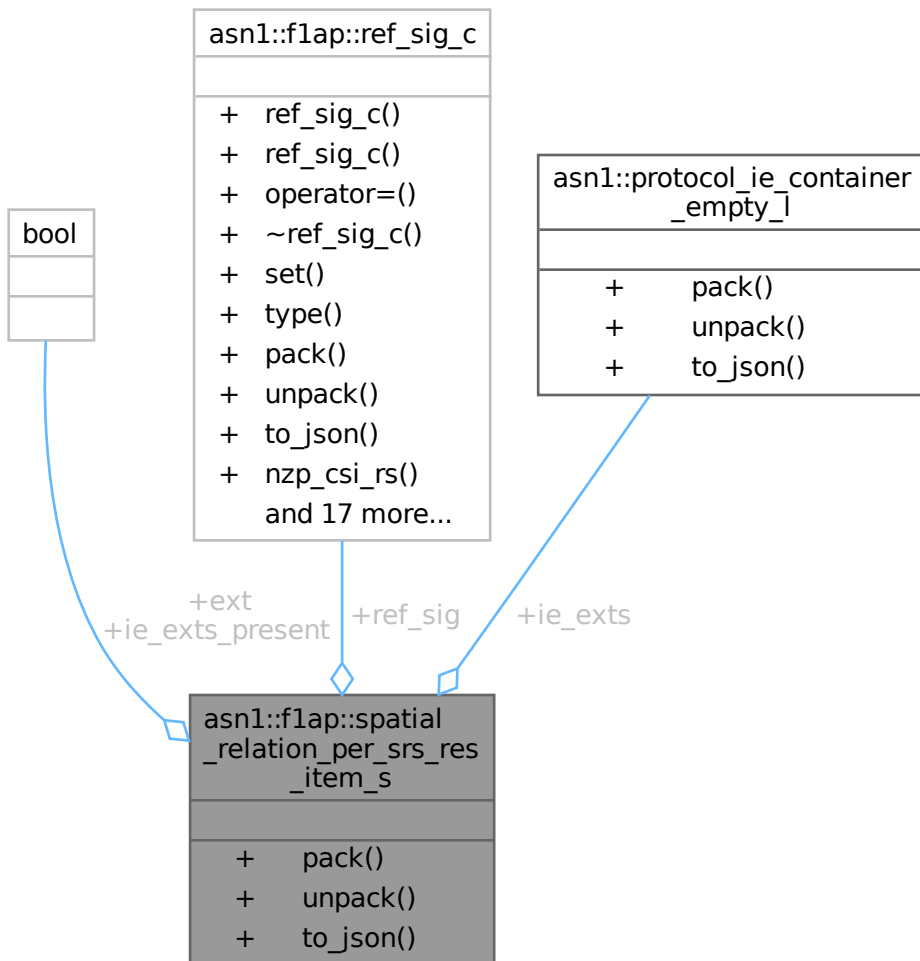 asn1::f1ap::ref_sig_c
+ ref_sig_c()
+ ref_sig_c()
+ operator=()
+ ~ref_sig_c()
+ set()
+ type()
+ pack()
+ unpack()
+ to_json()
+ nzp_csi_rs()
and 17 more...
asn1::protocol_ie_container
_empty_l
+ pack()
+ unpack()
+ to_json()
bool
+ext
+ie_exts_present
+ref_sig
+ie_exts
asn1::f1ap::spatial
_relation_per_srs_res
_item_s
+ pack()
+ unpack()
+ to_json()